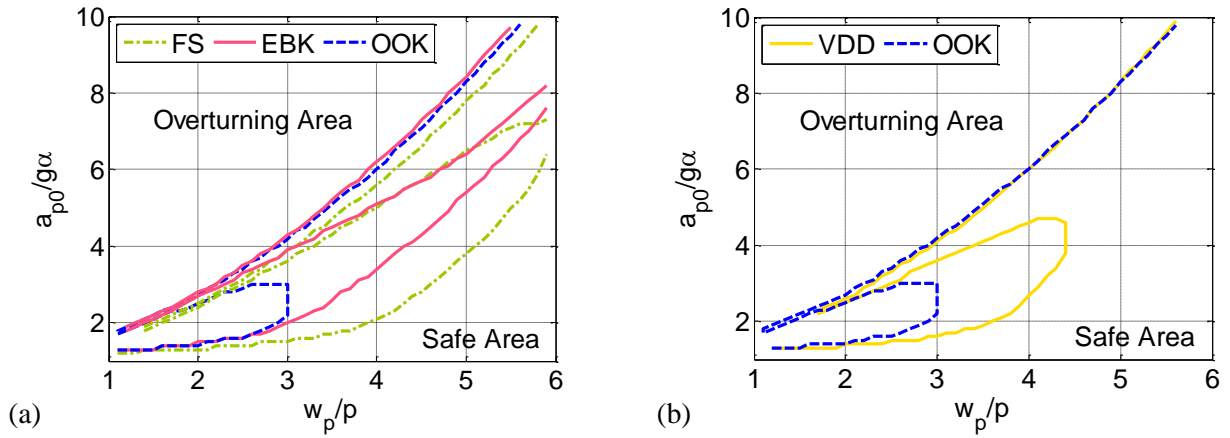 10
8
6
4
2
a_p0/gα
FS EBK OOK
Overturning Area
Safe Area
1 2 3 4 5 6
w_p/p
(a)
10
8
6
4
2
a_p0/gα
VDD OOK
Overturning Area
Safe Area
1 2 3 4 5 6
w_p/p
(b)